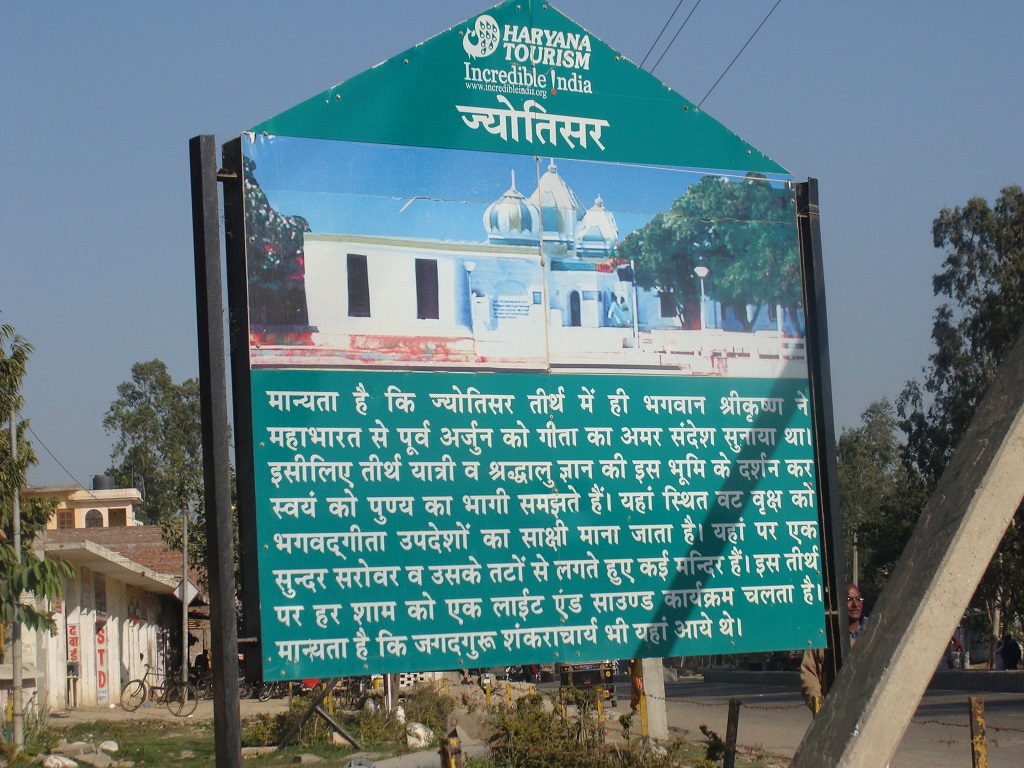 HARYANA
TOURISM
Incredible !ndia
www.incredibleindia.org
ज्योतिसर
मान्यता है कि ज्योतिसर तीर्थ में ही भगवान श्रीकृष्ण ने
महाभारत से पूर्व अर्जुन को गीता का अमर संदेश सुनाया था।
इसीलिए तीर्थ यात्री व श्रद्धालु ज्ञान की इस भूमि के दर्शन कर
स्वयं को पुण्य का भागी समझते हैं। यहां स्थित वट वृक्ष को
भगवद्गीता उपदेशों का साक्षी माना जाता है। यहां पर एक
सुन्दर सरोवर व उसके तटों से लगते हुए कई मन्दिर हैं। इस तीर्थ
पर हर शाम को एक लाईट एंड साउण्ड कार्यक्रम चलता है।
मान्यता है कि जगदगुरू शंकराचार्य भी यहां आये थे।
STD